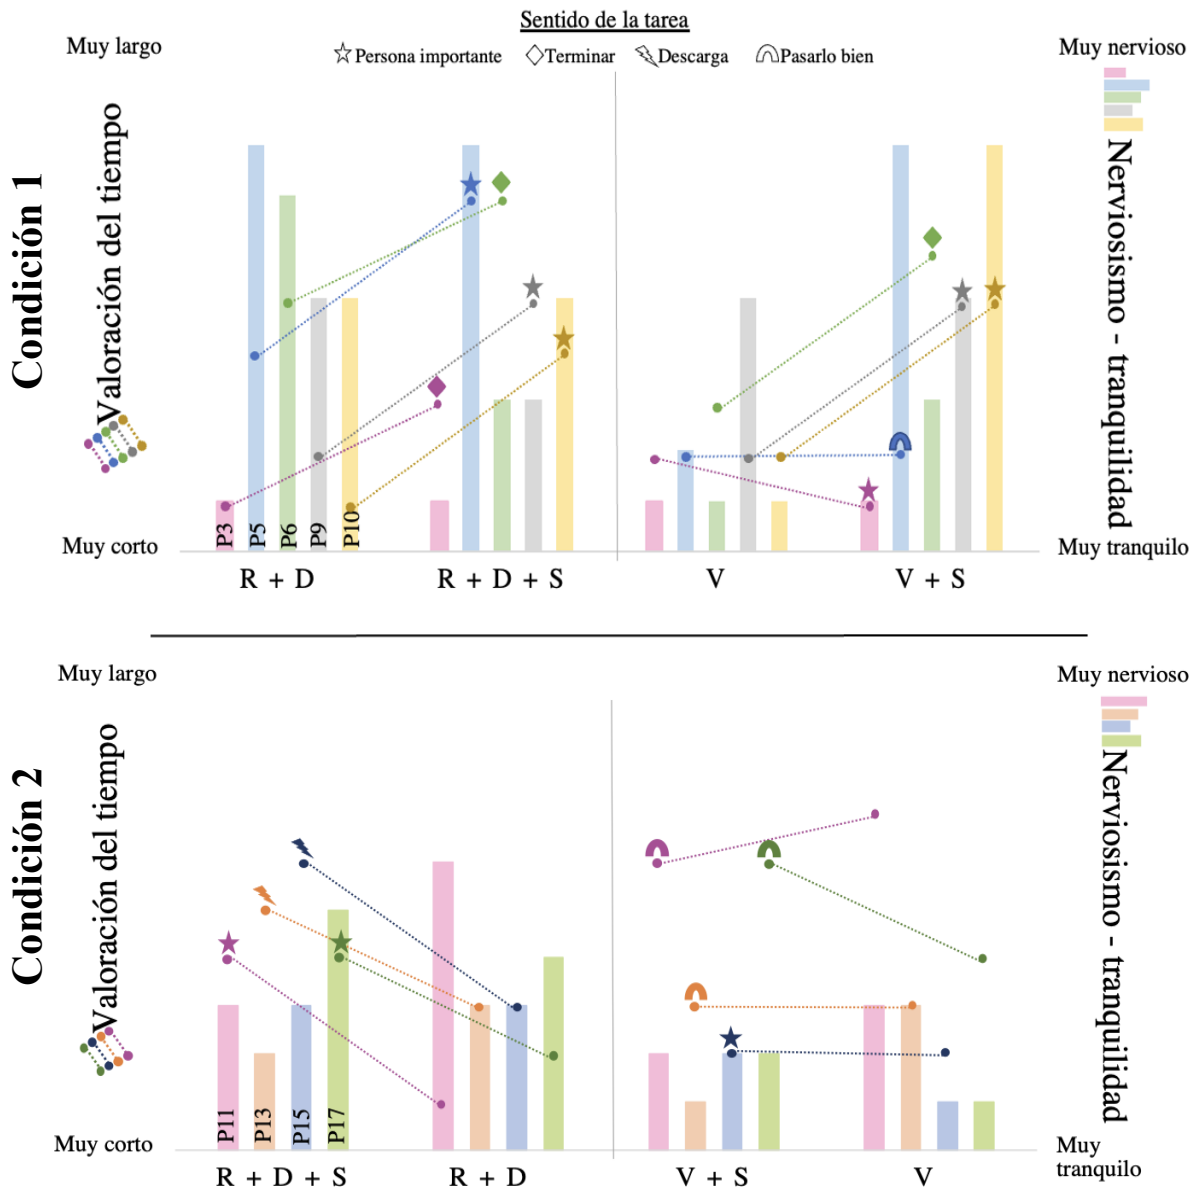 Sentido de la tarea
Muy largo
Muy nervioso
Persona importante
Terminar
Descarga
Pasarlo bien
Condición 1
Valoración del tiempo
Nerviosismo - tranquilidad
P3
P5
P6
P9
P10
Muy corto
Muy tranquilo
R + D
R + D + S
V
V + S
Muy largo
Muy nervioso
Condición 2
Valoración del tiempo
Nerviosismo - tranquilidad
P11
P13
P15
P17
Muy corto
Muy
tranquilo
R + D + S
R + D
V + S
V